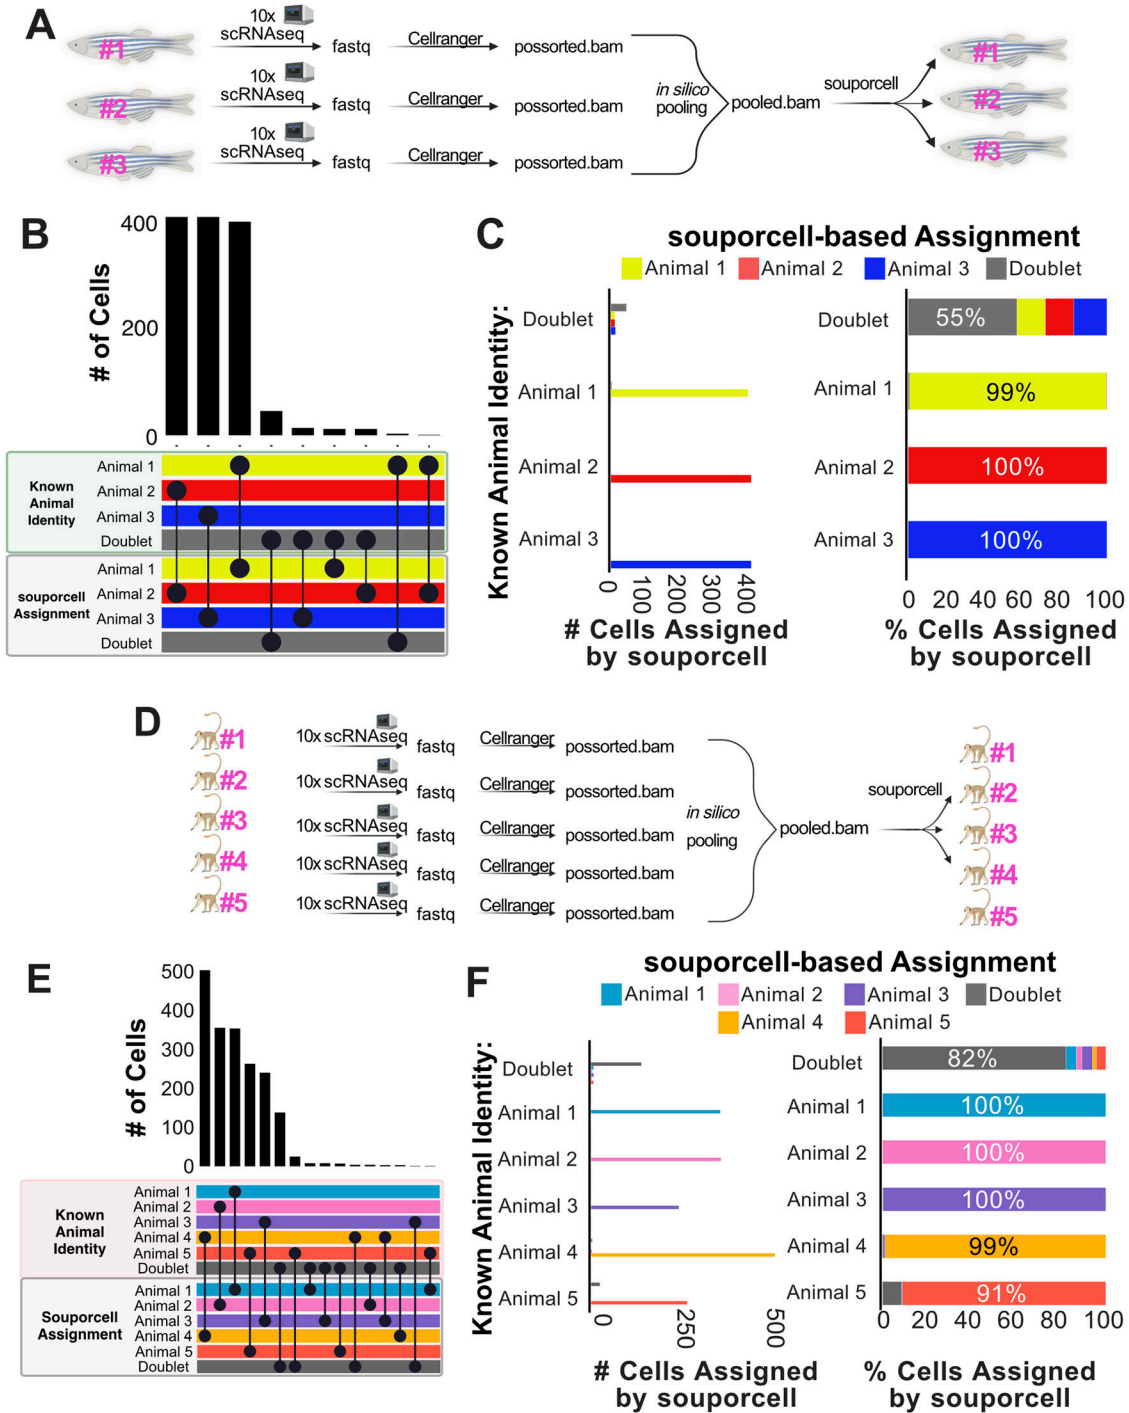 A
#1
10x
scRNAseq
fastq
Cellranger
possorted.bam
#2
10x
scRNAseq
fastq
Cellranger
possorted.bam
#3
10x
scRNAseq
fastq
Cellranger
possorted.bam
in silico
pooling
pooled.bam
souporcell
#1
#2
#3
B
# of Cells
400
200
0
Known
Animal
Identity
Animal 1
Animal 2
Animal 3
Doublet
souporcell
Assignment
Animal 1
Animal 2
Animal 3
Doublet
C
souporcell-based Assignment
Animal 1
Animal 2
Animal 3
Doublet
Known Animal Identity:
Doublet
Animal 1
Animal 2
Animal 3
0
100
200
300
400
# Cells Assigned
by souporcell
Doublet
55%
Animal 1
99%
Animal 2
100%
Animal 3
100%
0 20 40 60 80 100
% Cells Assigned
by souporcell
D
#1
10x scRNAseq
fastq
Cellranger
possorted.bam
#2
10x scRNAseq
fastq
Cellranger
possorted.bam
#3
10x scRNAseq
fastq
Cellranger
possorted.bam
#4
10x scRNAseq
fastq
Cellranger
possorted.bam
#5
10x scRNAseq
fastq
Cellranger
possorted.bam
in silico
pooling
pooled.bam
souporcell
#1
#2
#3
#4
#5
E
# of Cells
500
400
300
200
100
0
Known
Animal
Identity
Animal 1
Animal 2
Animal 3
Animal 4
Animal 5
Doublet
Souporcell
Assignment
Animal 1
Animal 2
Animal 3
Animal 4
Animal 5
Doublet
F
souporcell-based Assignment
Animal 1
Animal 2
Animal 3
Doublet
Animal 4
Animal 5
Known Animal Identity:
Doublet
Animal 1
Animal 2
Animal 3
Animal 4
Animal 5
0
250
500
# Cells Assigned
by souporcell
Doublet
82%
Animal 1
100%
Animal 2
100%
Animal 3
100%
Animal 4
99%
Animal 5
91%
0 20 40 60 80 100
% Cells Assigned
by souporcell